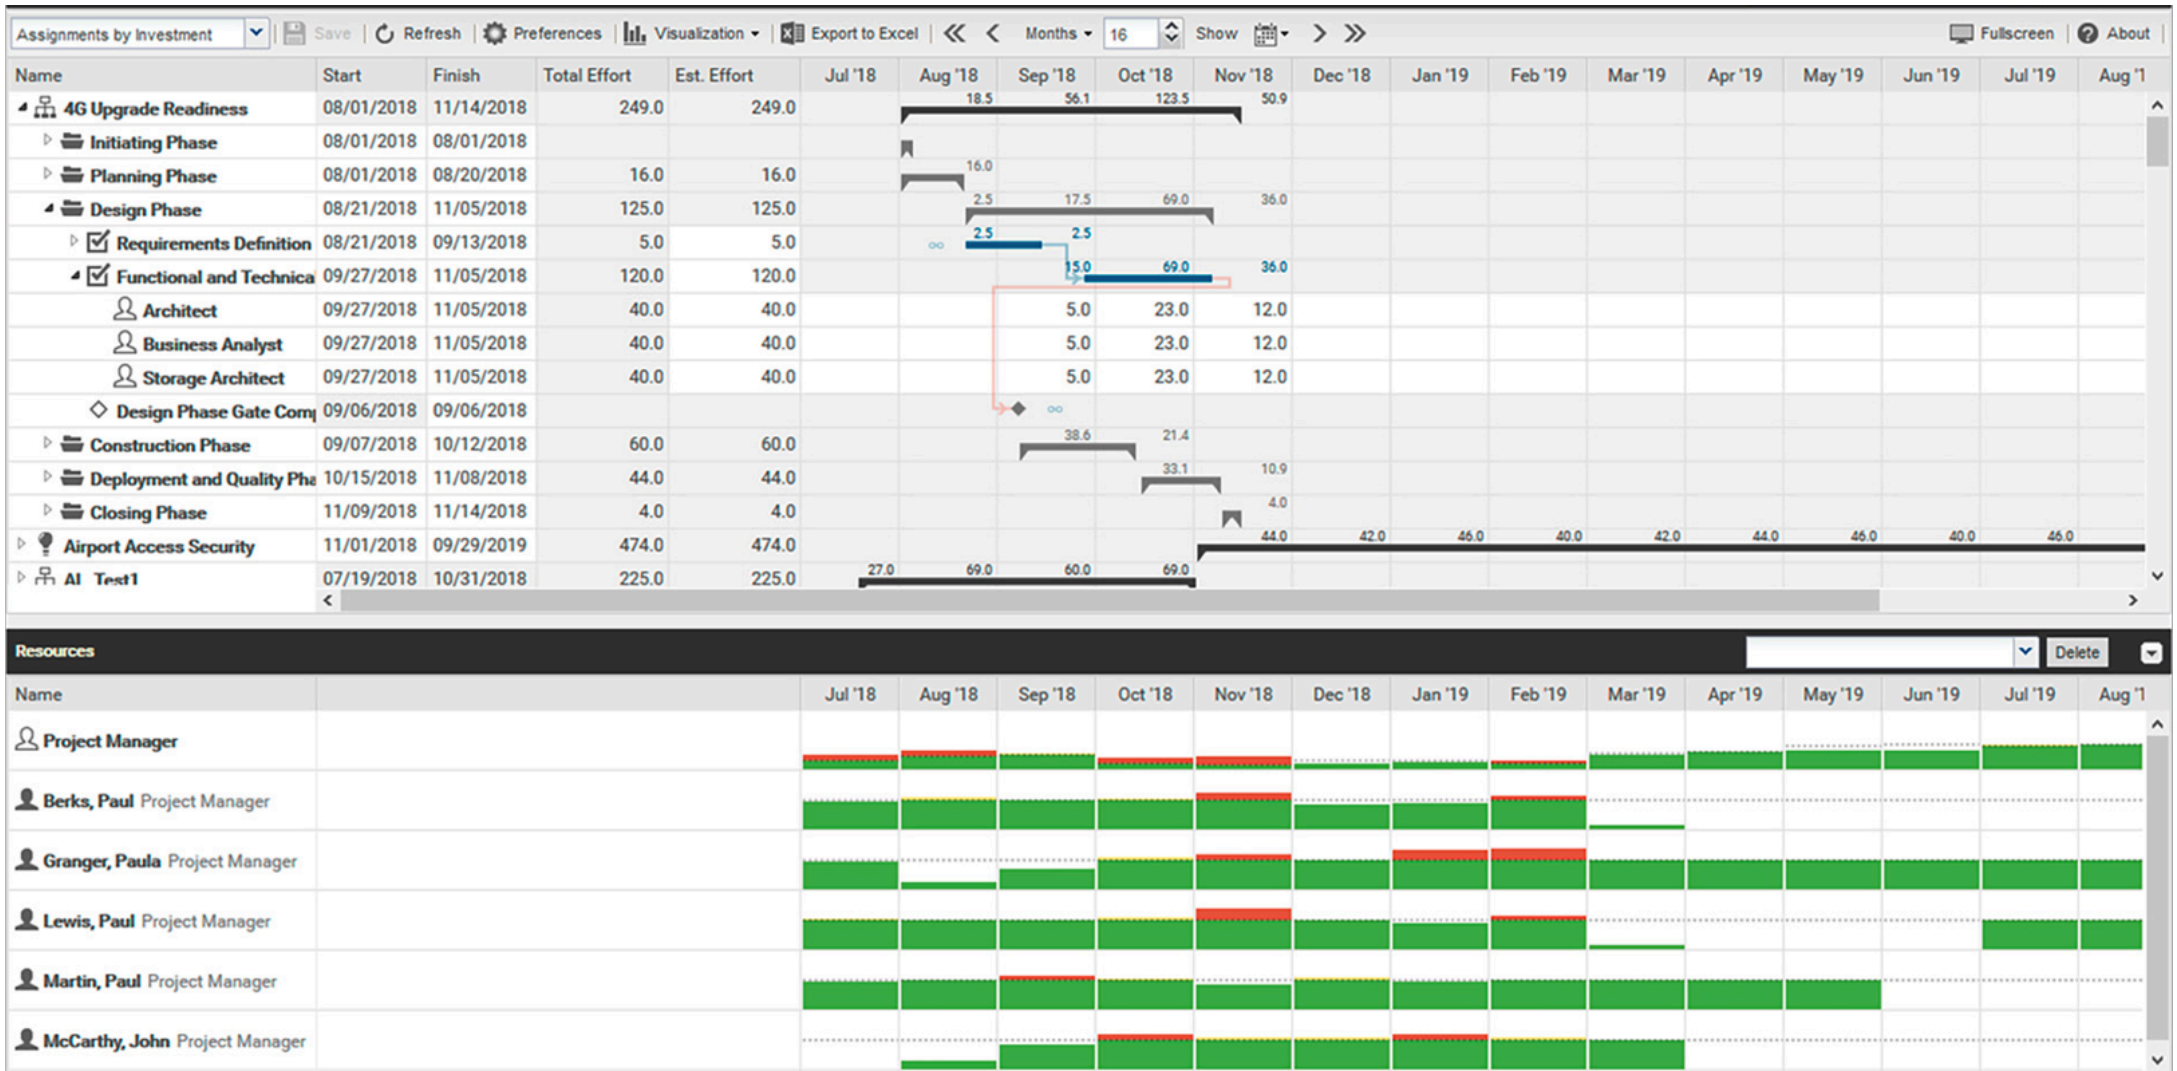 Assignments by Investment Save Refresh Preferences Visualization Export to Excel Months 16 Show Fullscreen About
Name Start Finish Total Effort Est. Effort Jul '18 Aug '18 Sep '18 Oct '18 Nov '18 Dec '18 Jan '19 Feb '19 Mar '19 Apr '19 May '19 Jun '19 Jul '19 Aug '1
4G Upgrade Readiness 08/01/2018 11/14/2018 249.0 249.0 18.5 56.1 123.5 50.9
Initiating Phase 08/01/2018 08/01/2018
Planning Phase 08/01/2018 08/20/2018 16.0 16.0 16.0
Design Phase 08/21/2018 11/05/2018 125.0 125.0 2.5 17.5 69.0 36.0
Requirements Definition 08/21/2018 09/13/2018 5.0 5.0 2.5 2.5
Functional and Technica 09/27/2018 11/05/2018 120.0 120.0 15.0 69.0 36.0
Architect 09/27/2018 11/05/2018 40.0 40.0 5.0 23.0 12.0
Business Analyst 09/27/2018 11/05/2018 40.0 40.0 5.0 23.0 12.0
Storage Architect 09/27/2018 11/05/2018 40.0 40.0 5.0 23.0 12.0
Design Phase Gate Comp 09/06/2018 09/06/2018
Construction Phase 09/07/2018 10/12/2018 60.0 60.0 38.6 21.4
Deployment and Quality Pha 10/15/2018 11/08/2018 44.0 44.0 33.1 10.9
Closing Phase 11/09/2018 11/14/2018 4.0 4.0 4.0
Airport Access Security 11/01/2018 09/29/2019 474.0 474.0 44.0 42.0 46.0 40.0 42.0 44.0 46.0 40.0 46.0
AL_Test1 07/19/2018 10/31/2018 225.0 225.0 27.0 69.0 60.0 69.0
Resources Delete
Name Jul '18 Aug '18 Sep '18 Oct '18 Nov '18 Dec '18 Jan '19 Feb '19 Mar '19 Apr '19 May '19 Jun '19 Jul '19 Aug '1
Project Manager
Berks, Paul Project Manager
Granger, Paula Project Manager
Lewis, Paul Project Manager
Martin, Paul Project Manager
McCarthy, John Project Manager